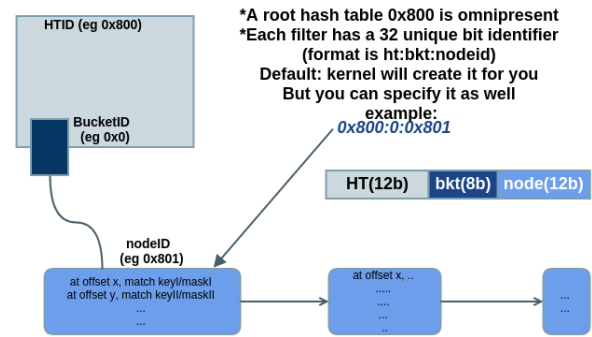 HTID (eg 0x800)
*A root hash table 0x800 is omnipresent
*Each filter has a 32 unique bit identifier
(format is ht:bkt:nodeid)
Default: kernel will create it for you
But you can specify it as well
example:
0x800:0:0x801
BucketID
(eg 0x0)
HT(12b)
bkt(8b)
node(12b)
nodeID
(eg 0x801)
at offset x, match keyI/maskI
at offset y, match keyII/maskII
...
...
at offset x, ..
.....
....
...
..
...
...